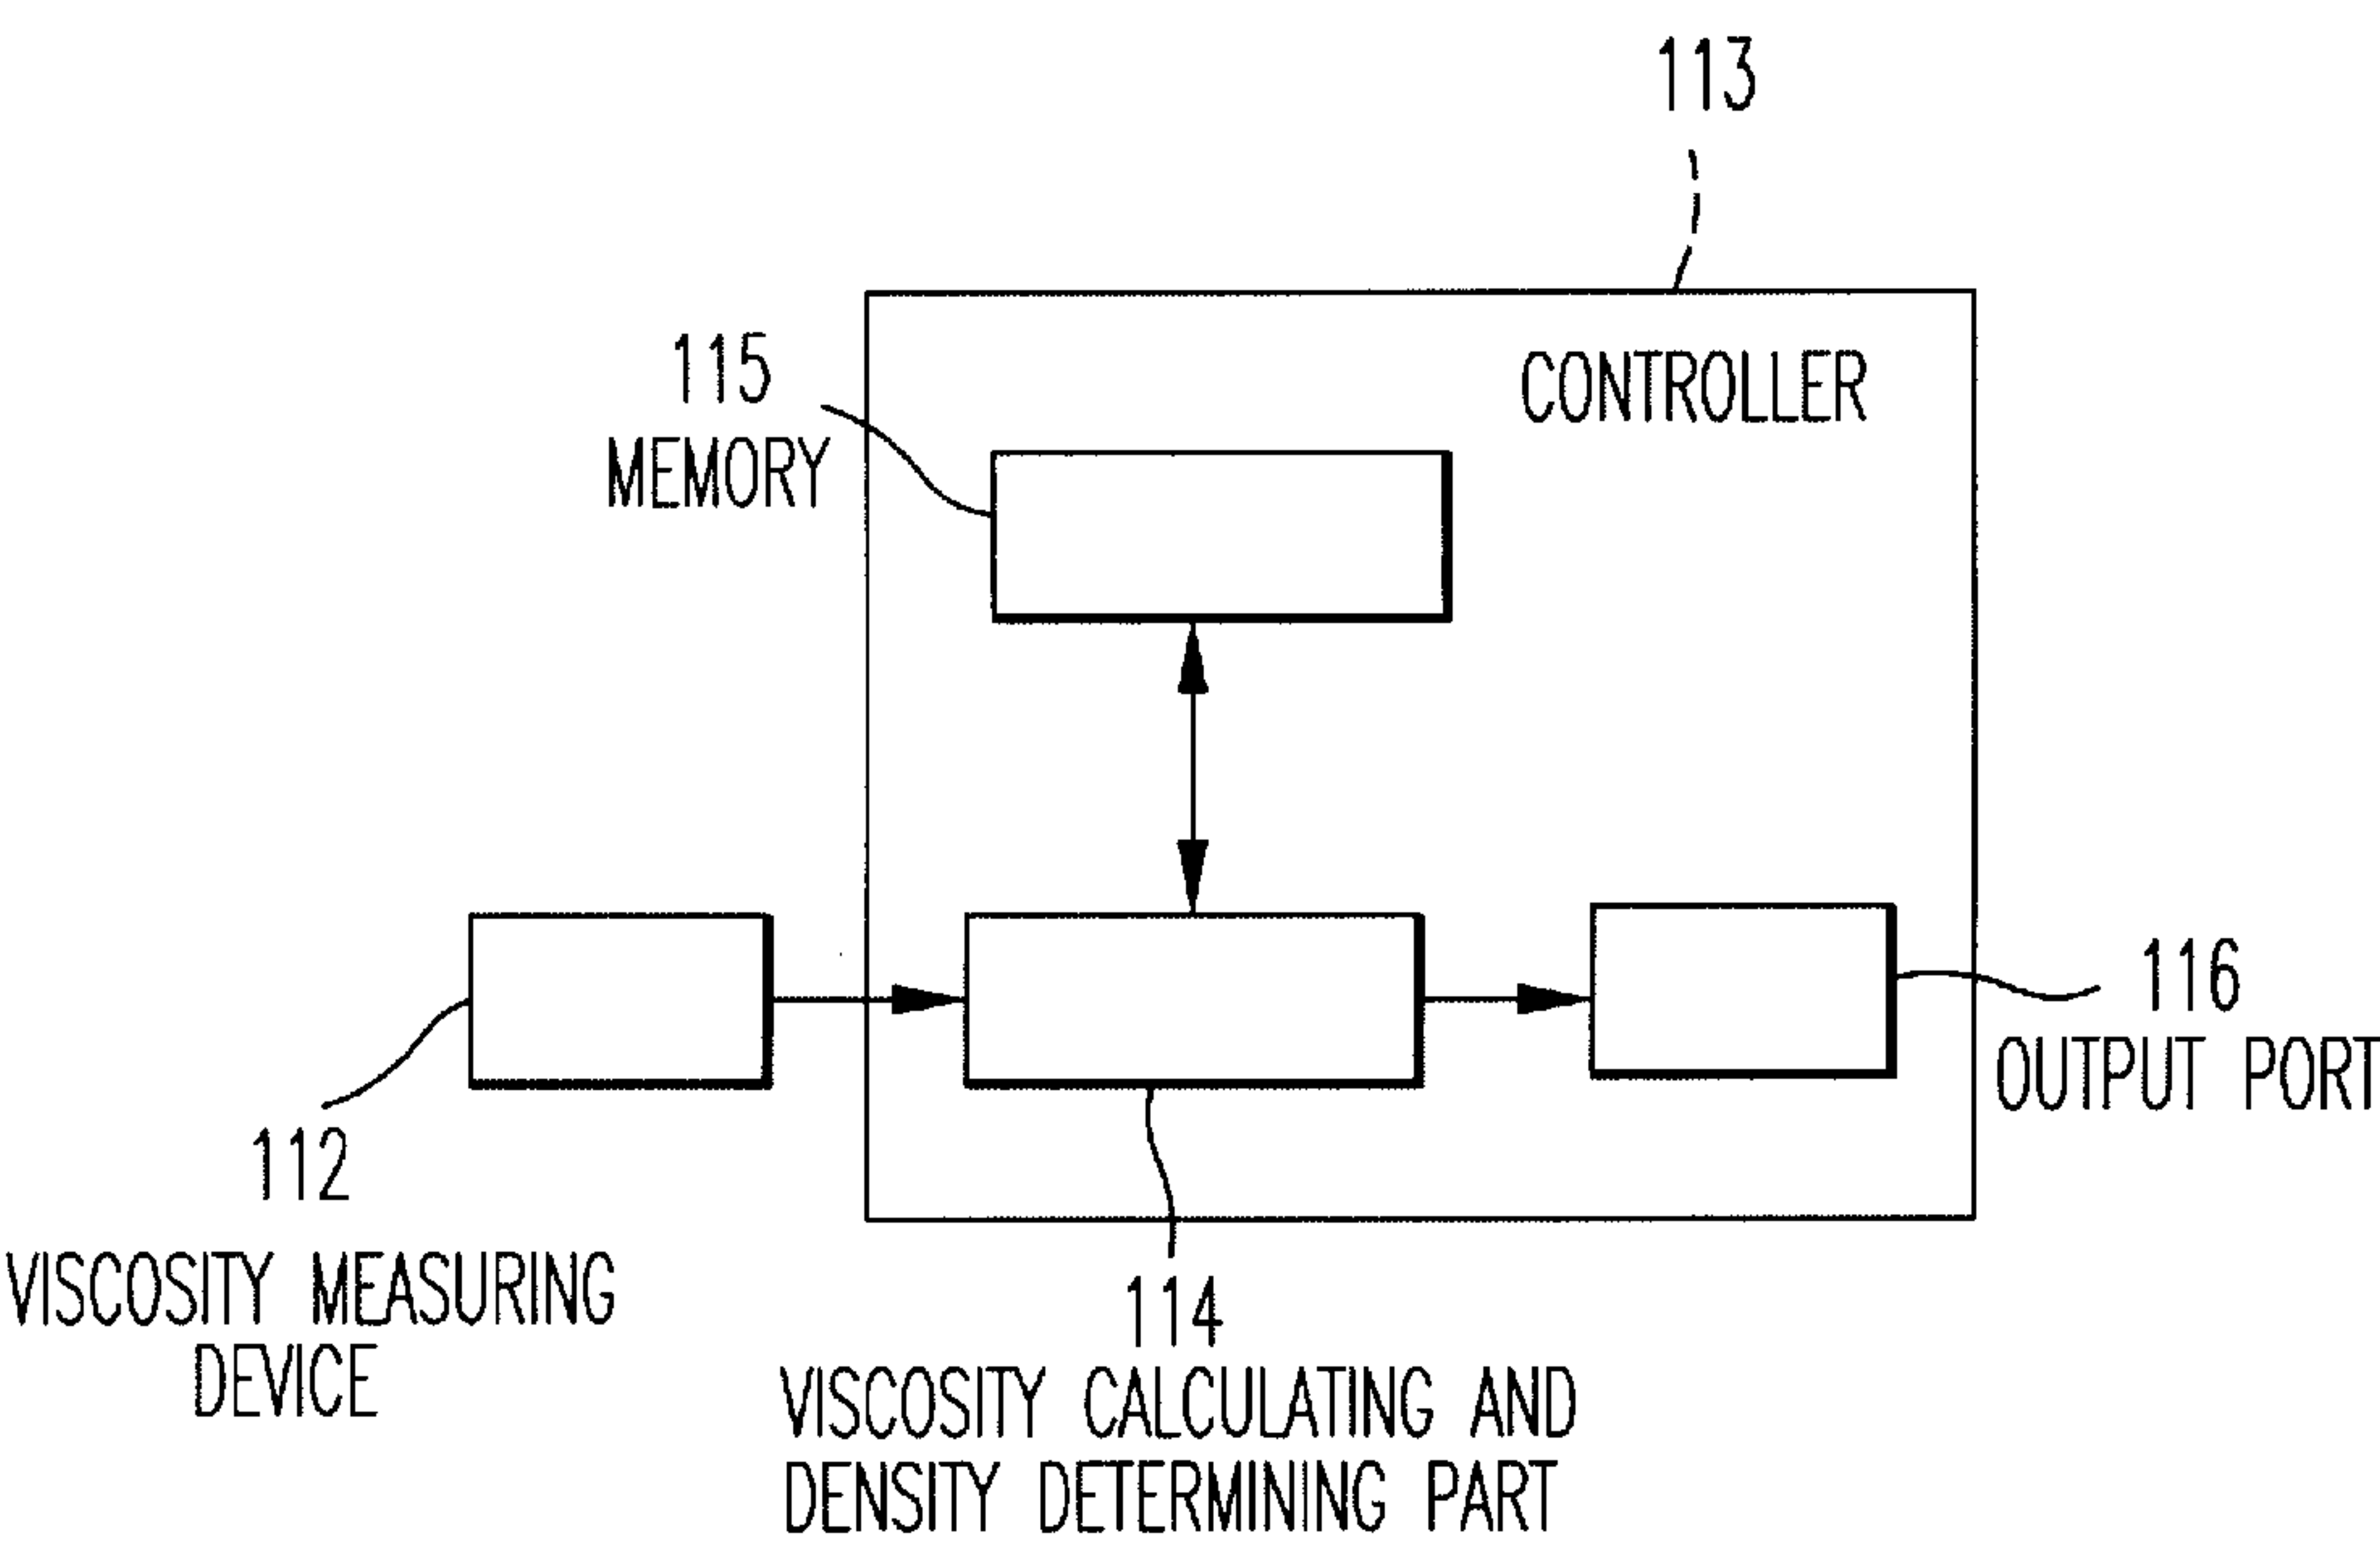 113
CONTROLLER
115
MEMORY
116
OUTPUT PORT
112
VISCOSITY MEASURING
DEVICE
114
VISCOSITY CALCULATING AND
DENSITY DETERMINING PART